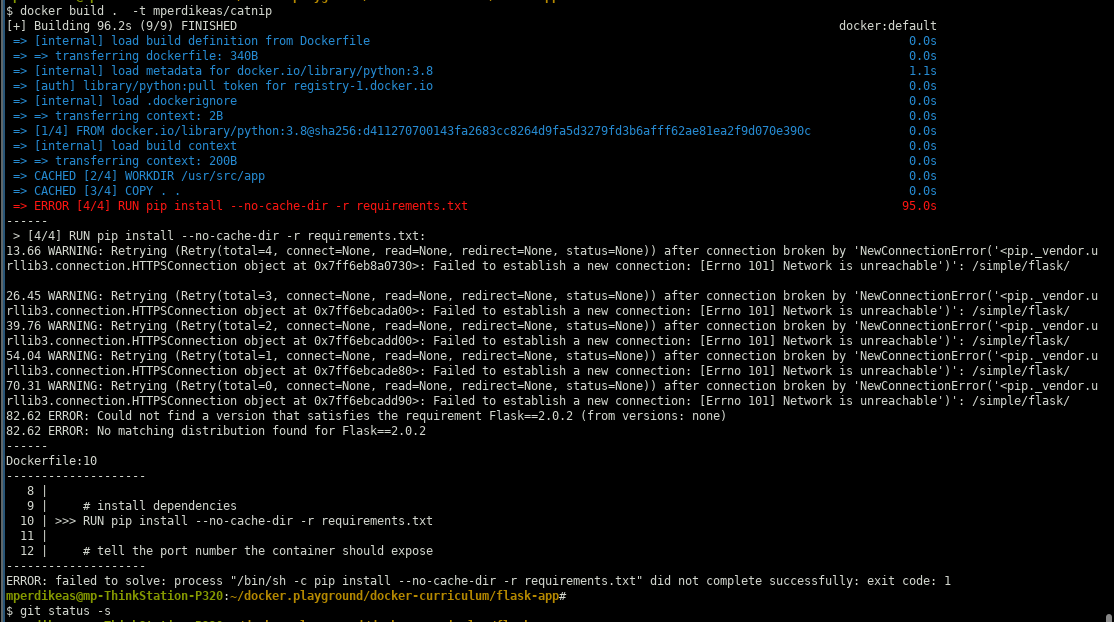 $ docker build .  -t mperdikeas/catnip
[+] Building 96.2s (9/9) FINISHED docker:default
=> [internal] load build definition from Dockerfile 0.0s
=> => transferring dockerfile: 340B 0.0s
=> [internal] load metadata for docker.io/library/python:3.8 1.1s
=> [auth] library/python:pull token for registry-1.docker.io 0.0s
=> [internal] load .dockerignore 0.0s
=> => transferring context: 2B 0.0s
=> [1/4] FROM docker.io/library/python:3.8@sha256:d411270700143fa2683cc8264d9fa5d3279fd3b6afff62ae81ea2f9d070e390c 0.0s
=> [internal] load build context 0.0s
=> => transferring context: 200B 0.0s
=> CACHED [2/4] WORKDIR /usr/src/app 0.0s
=> CACHED [3/4] COPY . . 0.0s
=> ERROR [4/4] RUN pip install --no-cache-dir -r requirements.txt 95.0s
------
> [4/4] RUN pip install --no-cache-dir -r requirements.txt:
13.66 WARNING: Retrying (Retry(total=4, connect=None, read=None, redirect=None, status=None)) after connection broken by 'NewConnectionError('<pip._vendor.u
rllib3.connection.HTTPSConnection object at 0x7ff6eb8a0730>: Failed to establish a new connection: [Errno 101] Network is unreachable')': /simple/flask/
26.45 WARNING: Retrying (Retry(total=3, connect=None, read=None, redirect=None, status=None)) after connection broken by 'NewConnectionError('<pip._vendor.u
rllib3.connection.HTTPSConnection object at 0x7ff6ebcada00>: Failed to establish a new connection: [Errno 101] Network is unreachable')': /simple/flask/
39.76 WARNING: Retrying (Retry(total=2, connect=None, read=None, redirect=None, status=None)) after connection broken by 'NewConnectionError('<pip._vendor.u
rllib3.connection.HTTPSConnection object at 0x7ff6ebcadd00>: Failed to establish a new connection: [Errno 101] Network is unreachable')': /simple/flask/
54.04 WARNING: Retrying (Retry(total=1, connect=None, read=None, redirect=None, status=None)) after connection broken by 'NewConnectionError('<pip._vendor.u
rllib3.connection.HTTPSConnection object at 0x7ff6ebcade80>: Failed to establish a new connection: [Errno 101] Network is unreachable')': /simple/flask/
70.31 WARNING: Retrying (Retry(total=0, connect=None, read=None, redirect=None, status=None)) after connection broken by 'NewConnectionError('<pip._vendor.u
rllib3.connection.HTTPSConnection object at 0x7ff6ebcadd90>: Failed to establish a new connection: [Errno 101] Network is unreachable')': /simple/flask/
82.62 ERROR: Could not find a version that satisfies the requirement Flask==2.0.2 (from versions: none)
82.62 ERROR: No matching distribution found for Flask==2.0.2
------
Dockerfile:10
--------------------
8 |
9 |     # install dependencies
10 | >>> RUN pip install --no-cache-dir -r requirements.txt
11 |
12 |     # tell the port number the container should expose
--------------------
ERROR: failed to solve: process "/bin/sh -c pip install --no-cache-dir -r requirements.txt" did not complete successfully: exit code: 1
mperdikeas@mp-ThinkStation-P320:~/docker.playground/docker-curriculum/flask-app#
$ git status -s